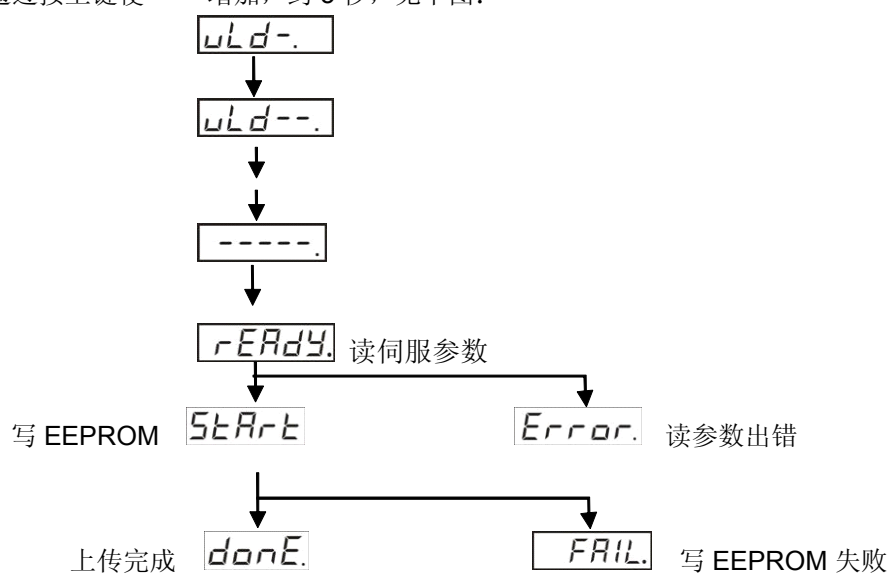 uLd-.
uLd--.
-----.
rEAdY. 读伺服参数
写 EEPROM StArt Error. 读参数出错
上传完成 donE. FAIL. 写 EEPROM 失败